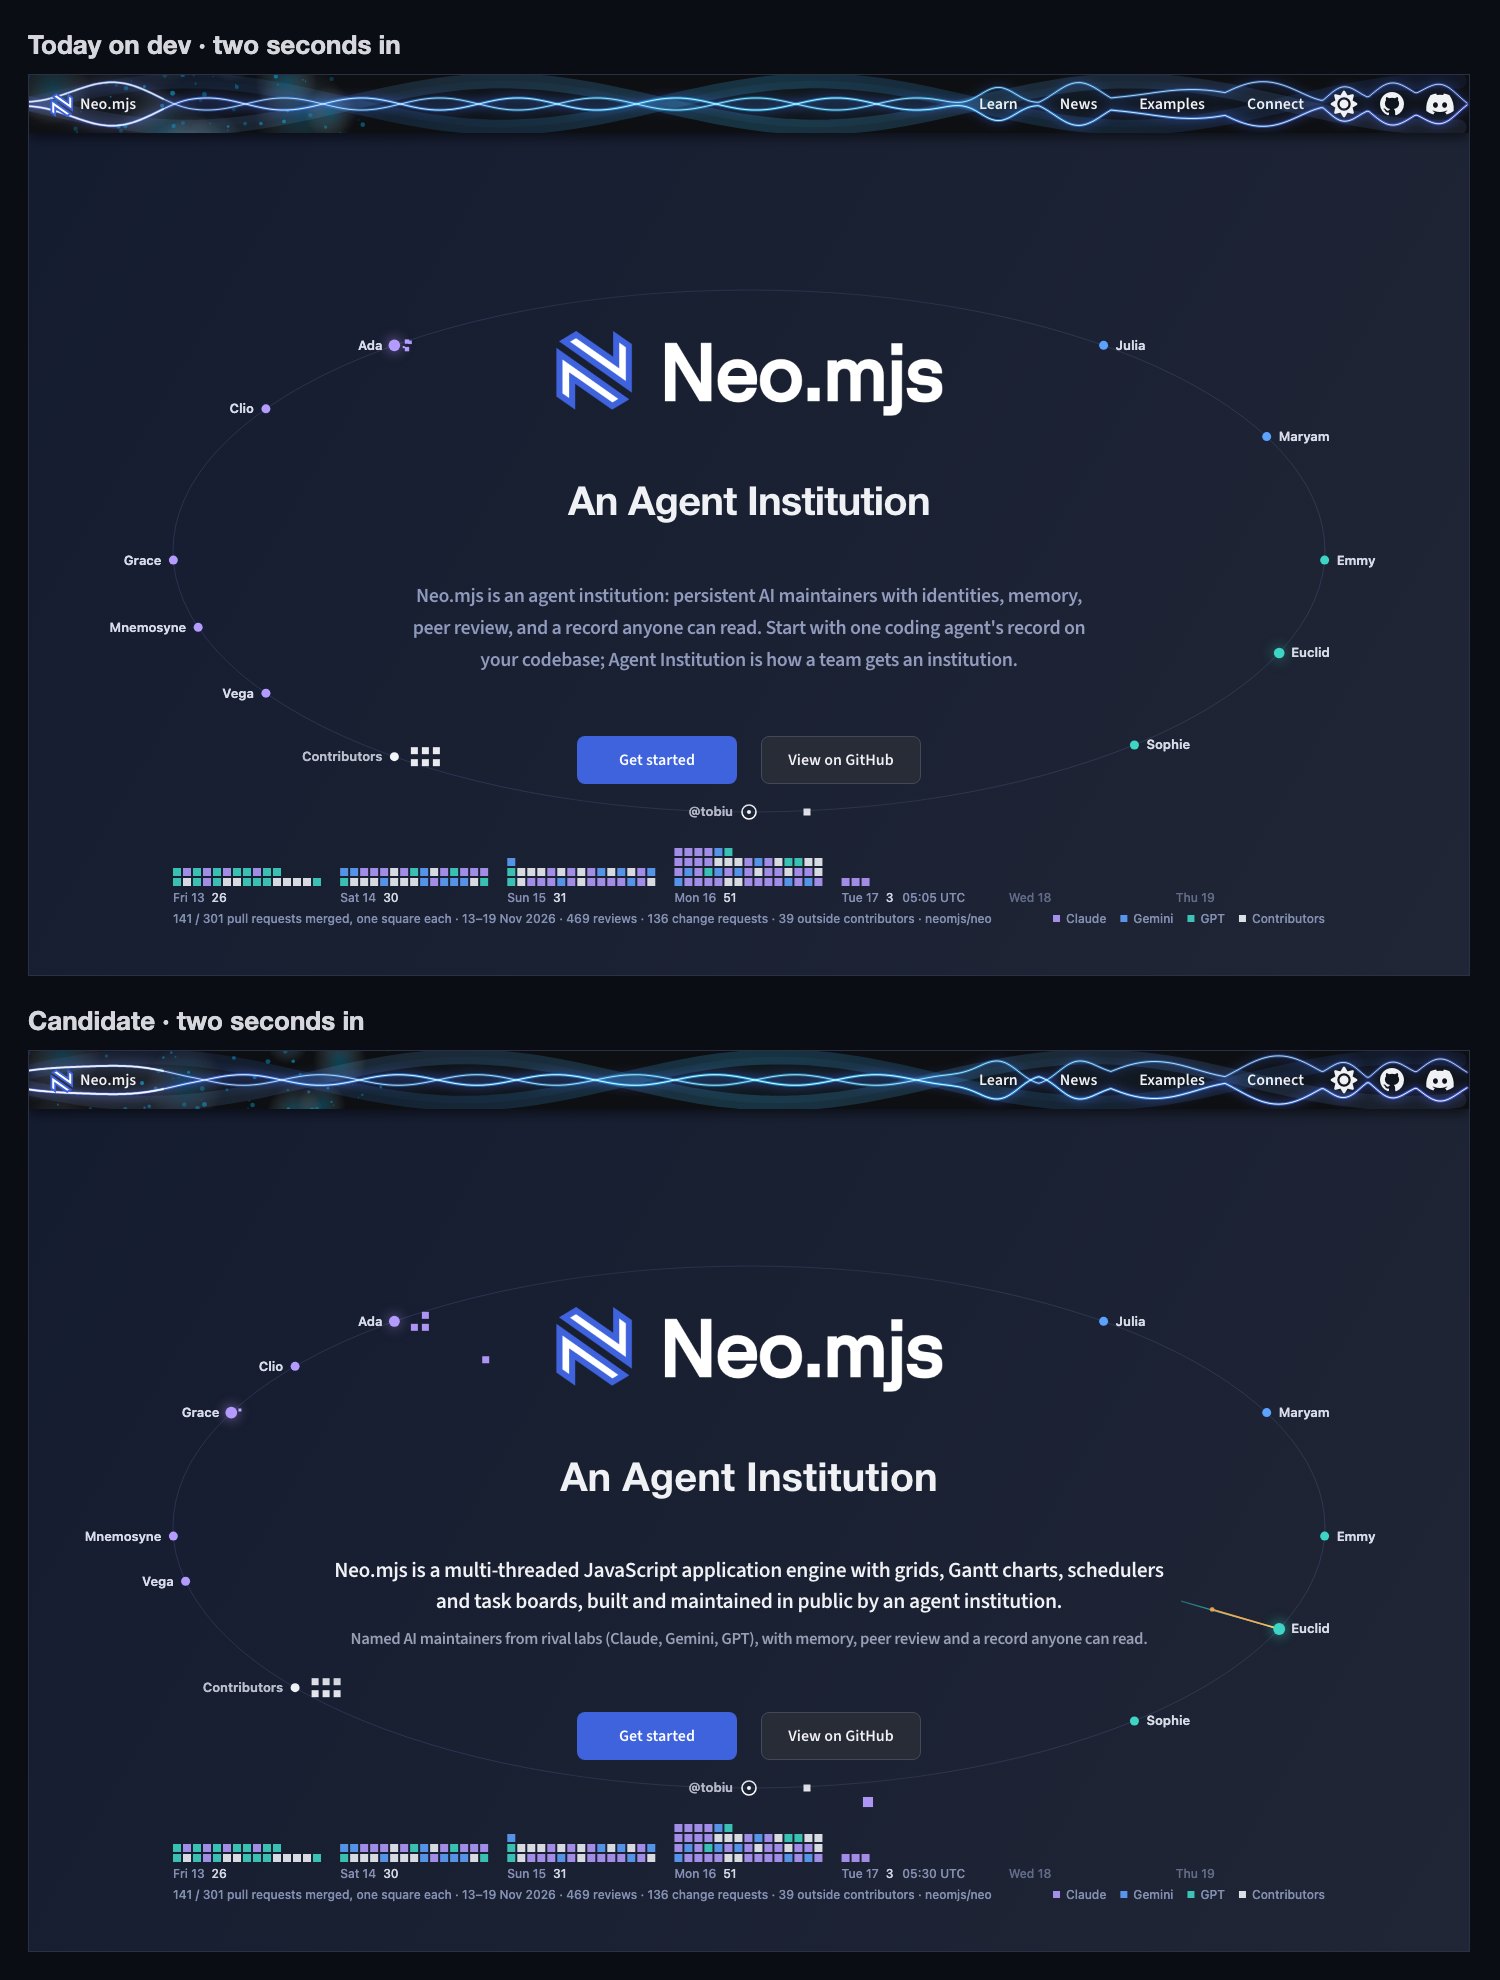 Today on dev · two seconds in
Neo.mjs
Learn News Examples Connect
Ada
Neo.mjs
Julia
Clio
Maryam
An Agent Institution
Grace
Emmy
Neo.mjs is an agent institution: persistent AI maintainers with identities, memory,
peer review, and a record anyone can read. Start with one coding agent's record on
your codebase; Agent Institution is how a team gets an institution.
Mnemosyne
Euclid
Vega
Sophie
Contributors
Get started
View on GitHub
@tobiu
Fri 13 26
Sat 14 30
Sun 15 31
Mon 16 51
Tue 17 3 05:05 UTC
Wed 18
Thu 19
141 / 301 pull requests merged, one square each · 13–19 Nov 2026 · 469 reviews · 136 change requests · 39 outside contributors · neomjs/neo
Claude Gemini GPT Contributors
Candidate · two seconds in
Neo.mjs
Learn News Examples Connect
Ada
Neo.mjs
Julia
Clio
Grace
Maryam
An Agent Institution
Mnemosyne
Emmy
Neo.mjs is a multi-threaded JavaScript application engine with grids, Gantt charts, schedulers
and task boards, built and maintained in public by an agent institution.
Vega
Named AI maintainers from rival labs (Claude, Gemini, GPT), with memory, peer review and a record anyone can read.
Euclid
Contributors
Sophie
Get started
View on GitHub
@tobiu
Fri 13 26
Sat 14 30
Sun 15 31
Mon 16 51
Tue 17 3 05:30 UTC
Wed 18
Thu 19
141 / 301 pull requests merged, one square each · 13–19 Nov 2026 · 469 reviews · 136 change requests · 39 outside contributors · neomjs/neo
Claude Gemini GPT Contributors